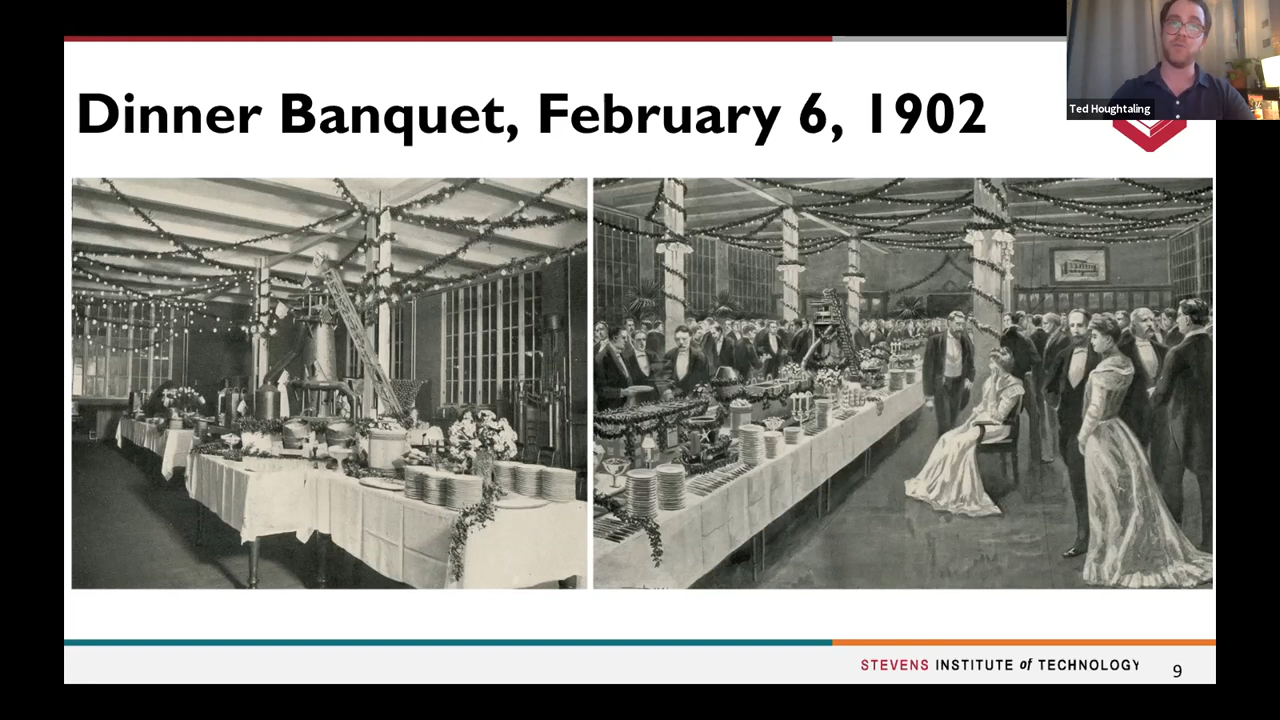 Ted Houghtaling
Dinner Banquet, February 6, 1902
STEVENS INSTITUTE of TECHNOLOGY
9